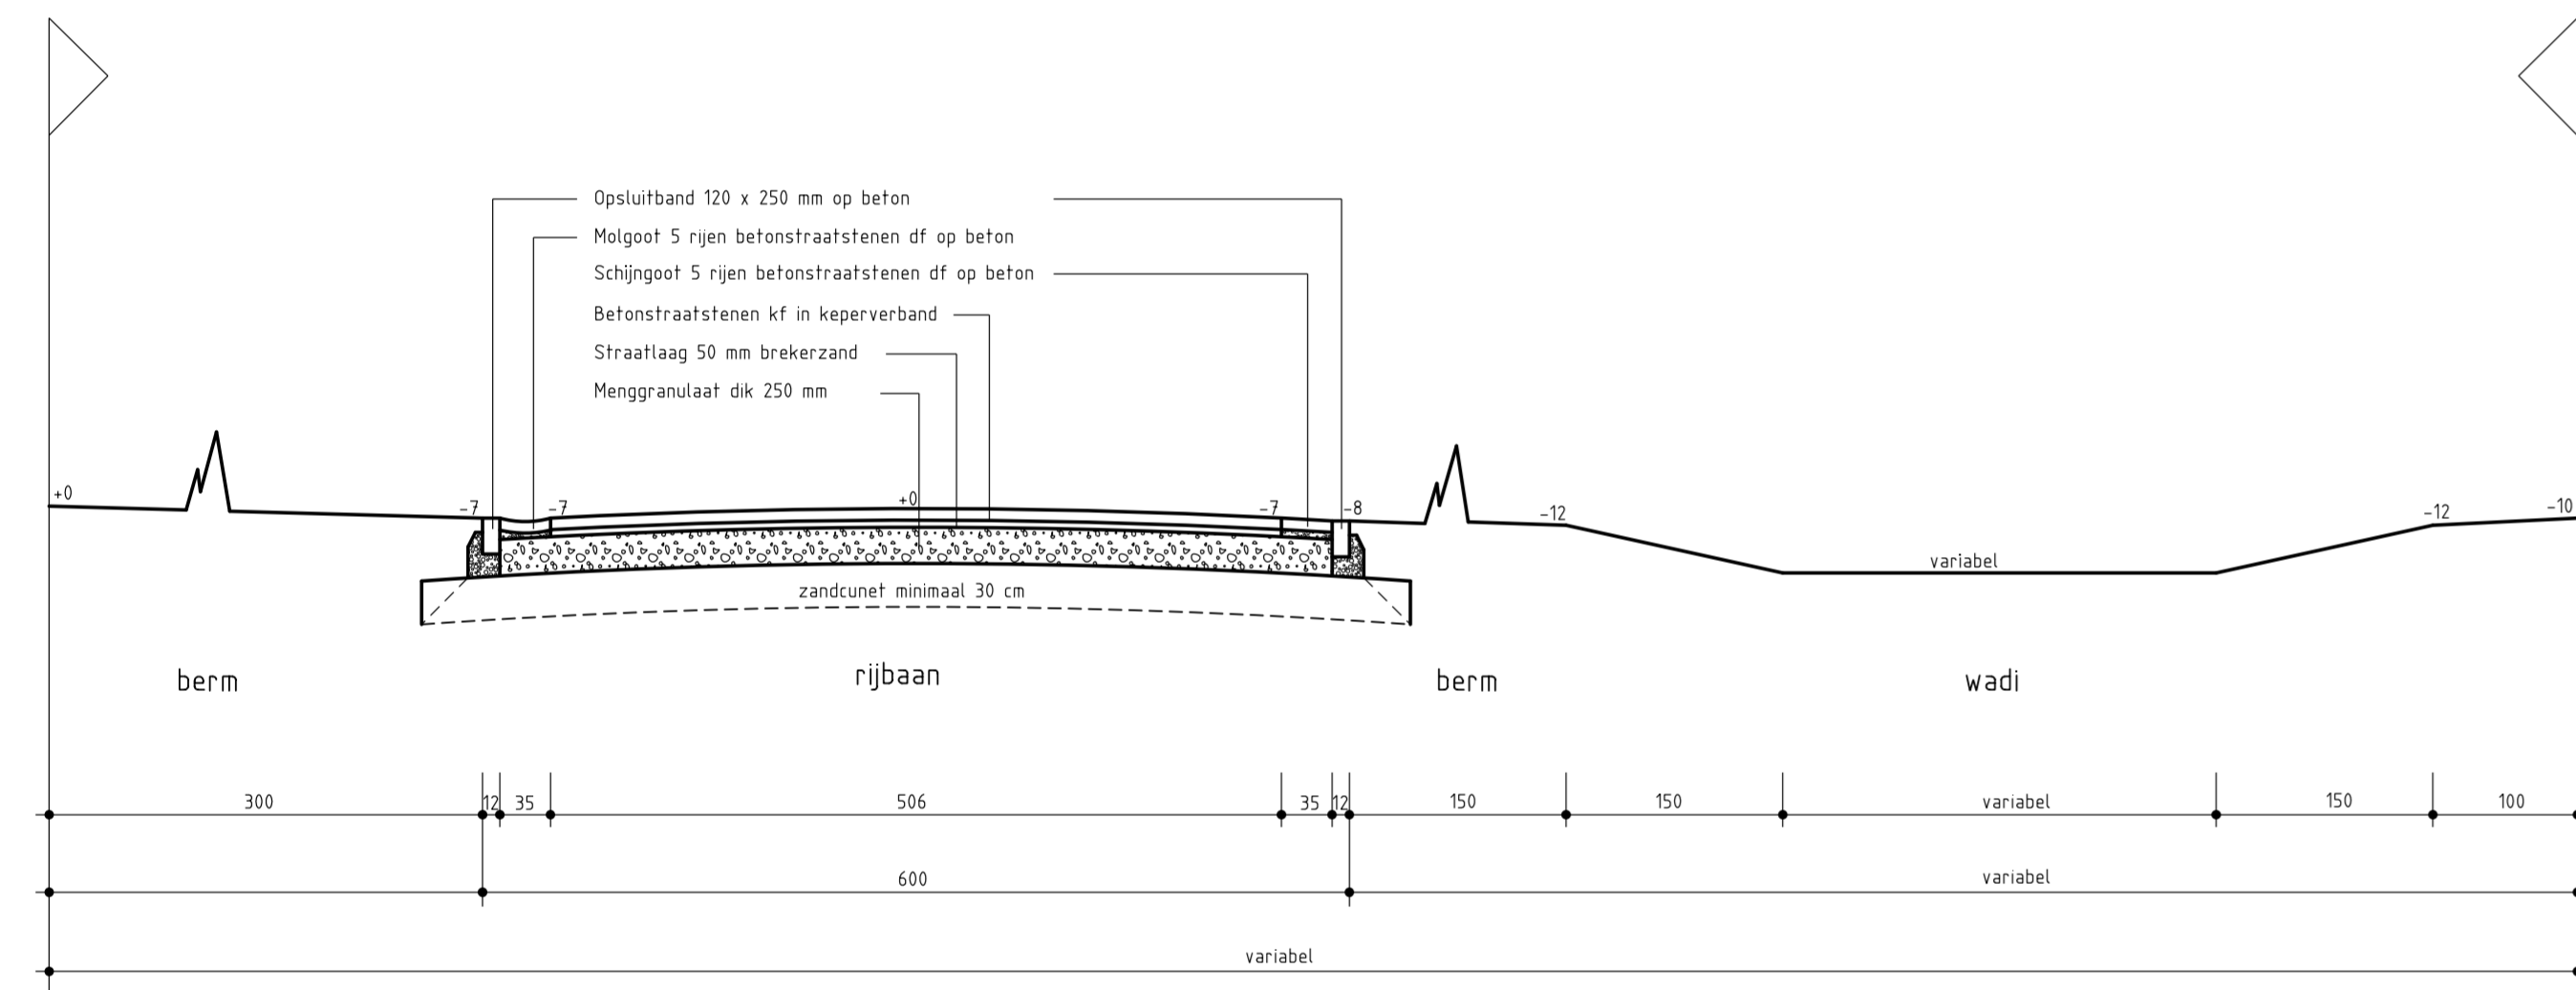 Opsluitband 120 x 250 mm op beton
Molgoot 5 rijen betonstraatstenen df op beton
Schijngoot 5 rijen betonstraatstenen df op beton
Betonstraatstenen kf in keperverband
Straatlaag 50 mm brekerzand
Menggranulaat dik 250 mm
+0 -7 -7 +0 -7 -8 -12 -12 -10
variabel
zandcunet minimaal 30 cm
berm rijbaan berm wadi
300 12 35 506 35 12 150 150 variabel 150 100
600 variabel
variabel